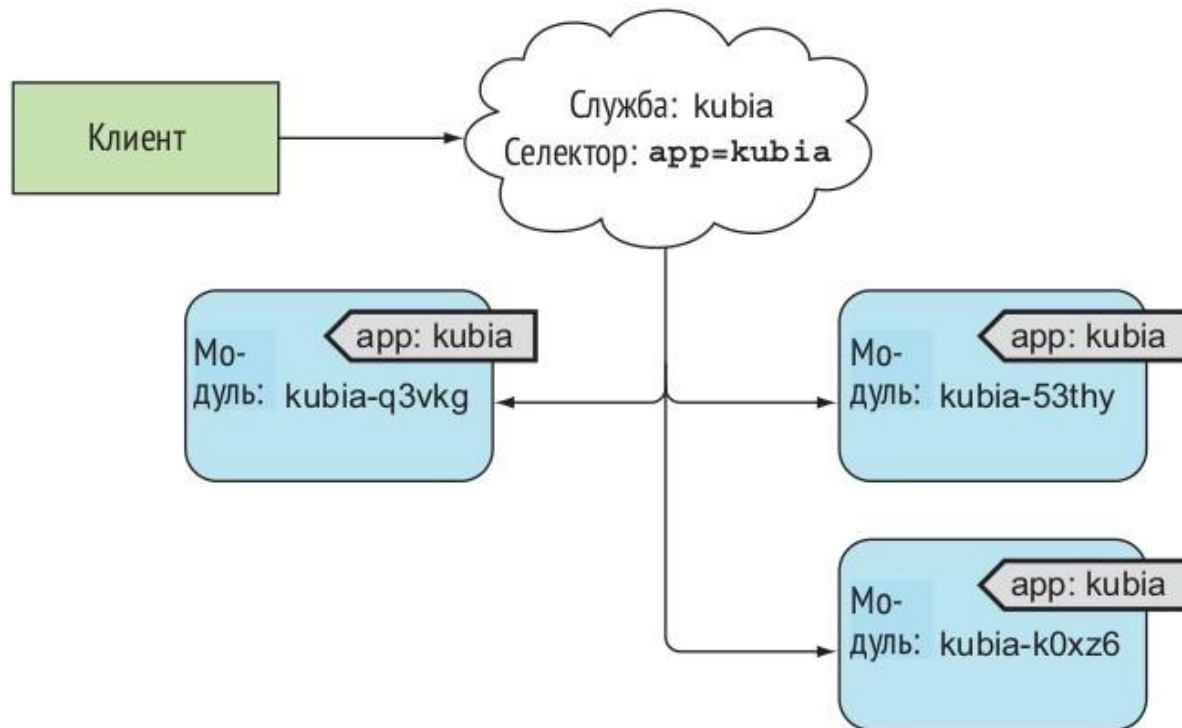 Клиент
Служба: kubia
Селектор: app=kubia
app: kubia
Мо-
дуль: kubia-q3vkg
app: kubia
Мо-
дуль: kubia-53thy
app: kubia
Мо-
дуль: kubia-k0xz6